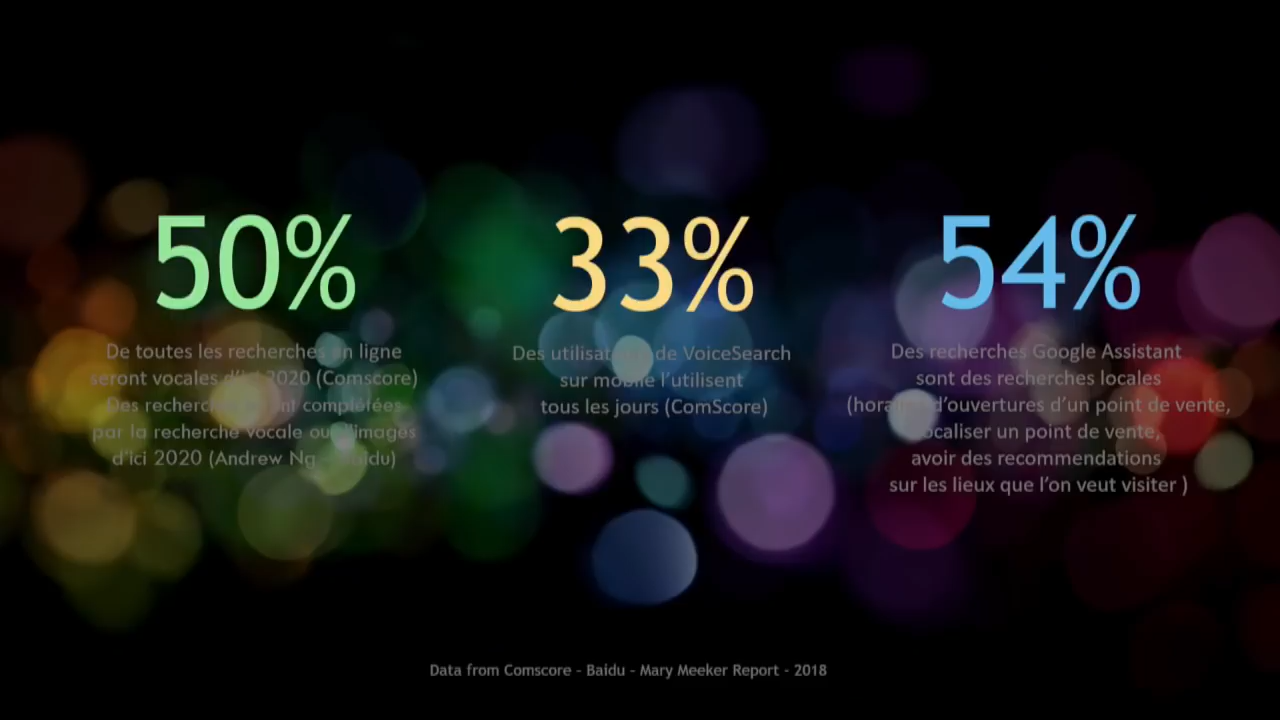 50%
De toutes les recherches en ligne
seront vocales d'ici 2020 (Comscore)
Des recherches seront complétées
par la recherche vocale ou d'images
d'ici 2020 (Andrew Ng - Baidu)
33%
Des utilisateurs de VoiceSearch
sur mobile l'utilisent
tous les jours (ComScore)
54%
Des recherches Google Assistant
sont des recherches locales
(horaires d'ouvertures d'un point de vente,
localiser un point de vente,
avoir des recommendations
sur les lieux que l'on veut visiter )
Data from Comscore - Baidu - Mary Meeker Report - 2018